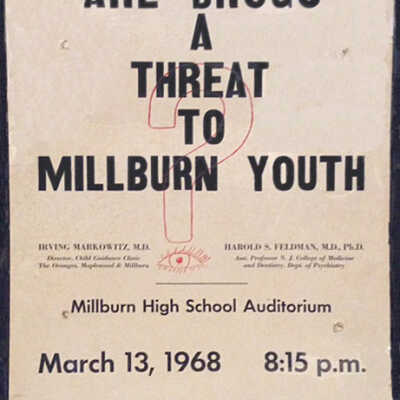 ARE DRUGS
A
THREAT
TO
MILLBURN YOUTH
?
IRVING MARKOWITZ, M.D.
Director, Child Guidance Clinic
The Oranges, Maplewood & Millburn
HAROLD S. FELDMAN, M.D., Ph.D.
Asst. Professor N. J. College of Medicine
and Dentistry, Dept. of Psychiatry
Millburn High School Auditorium
March 13, 1968 8:15 p.m.